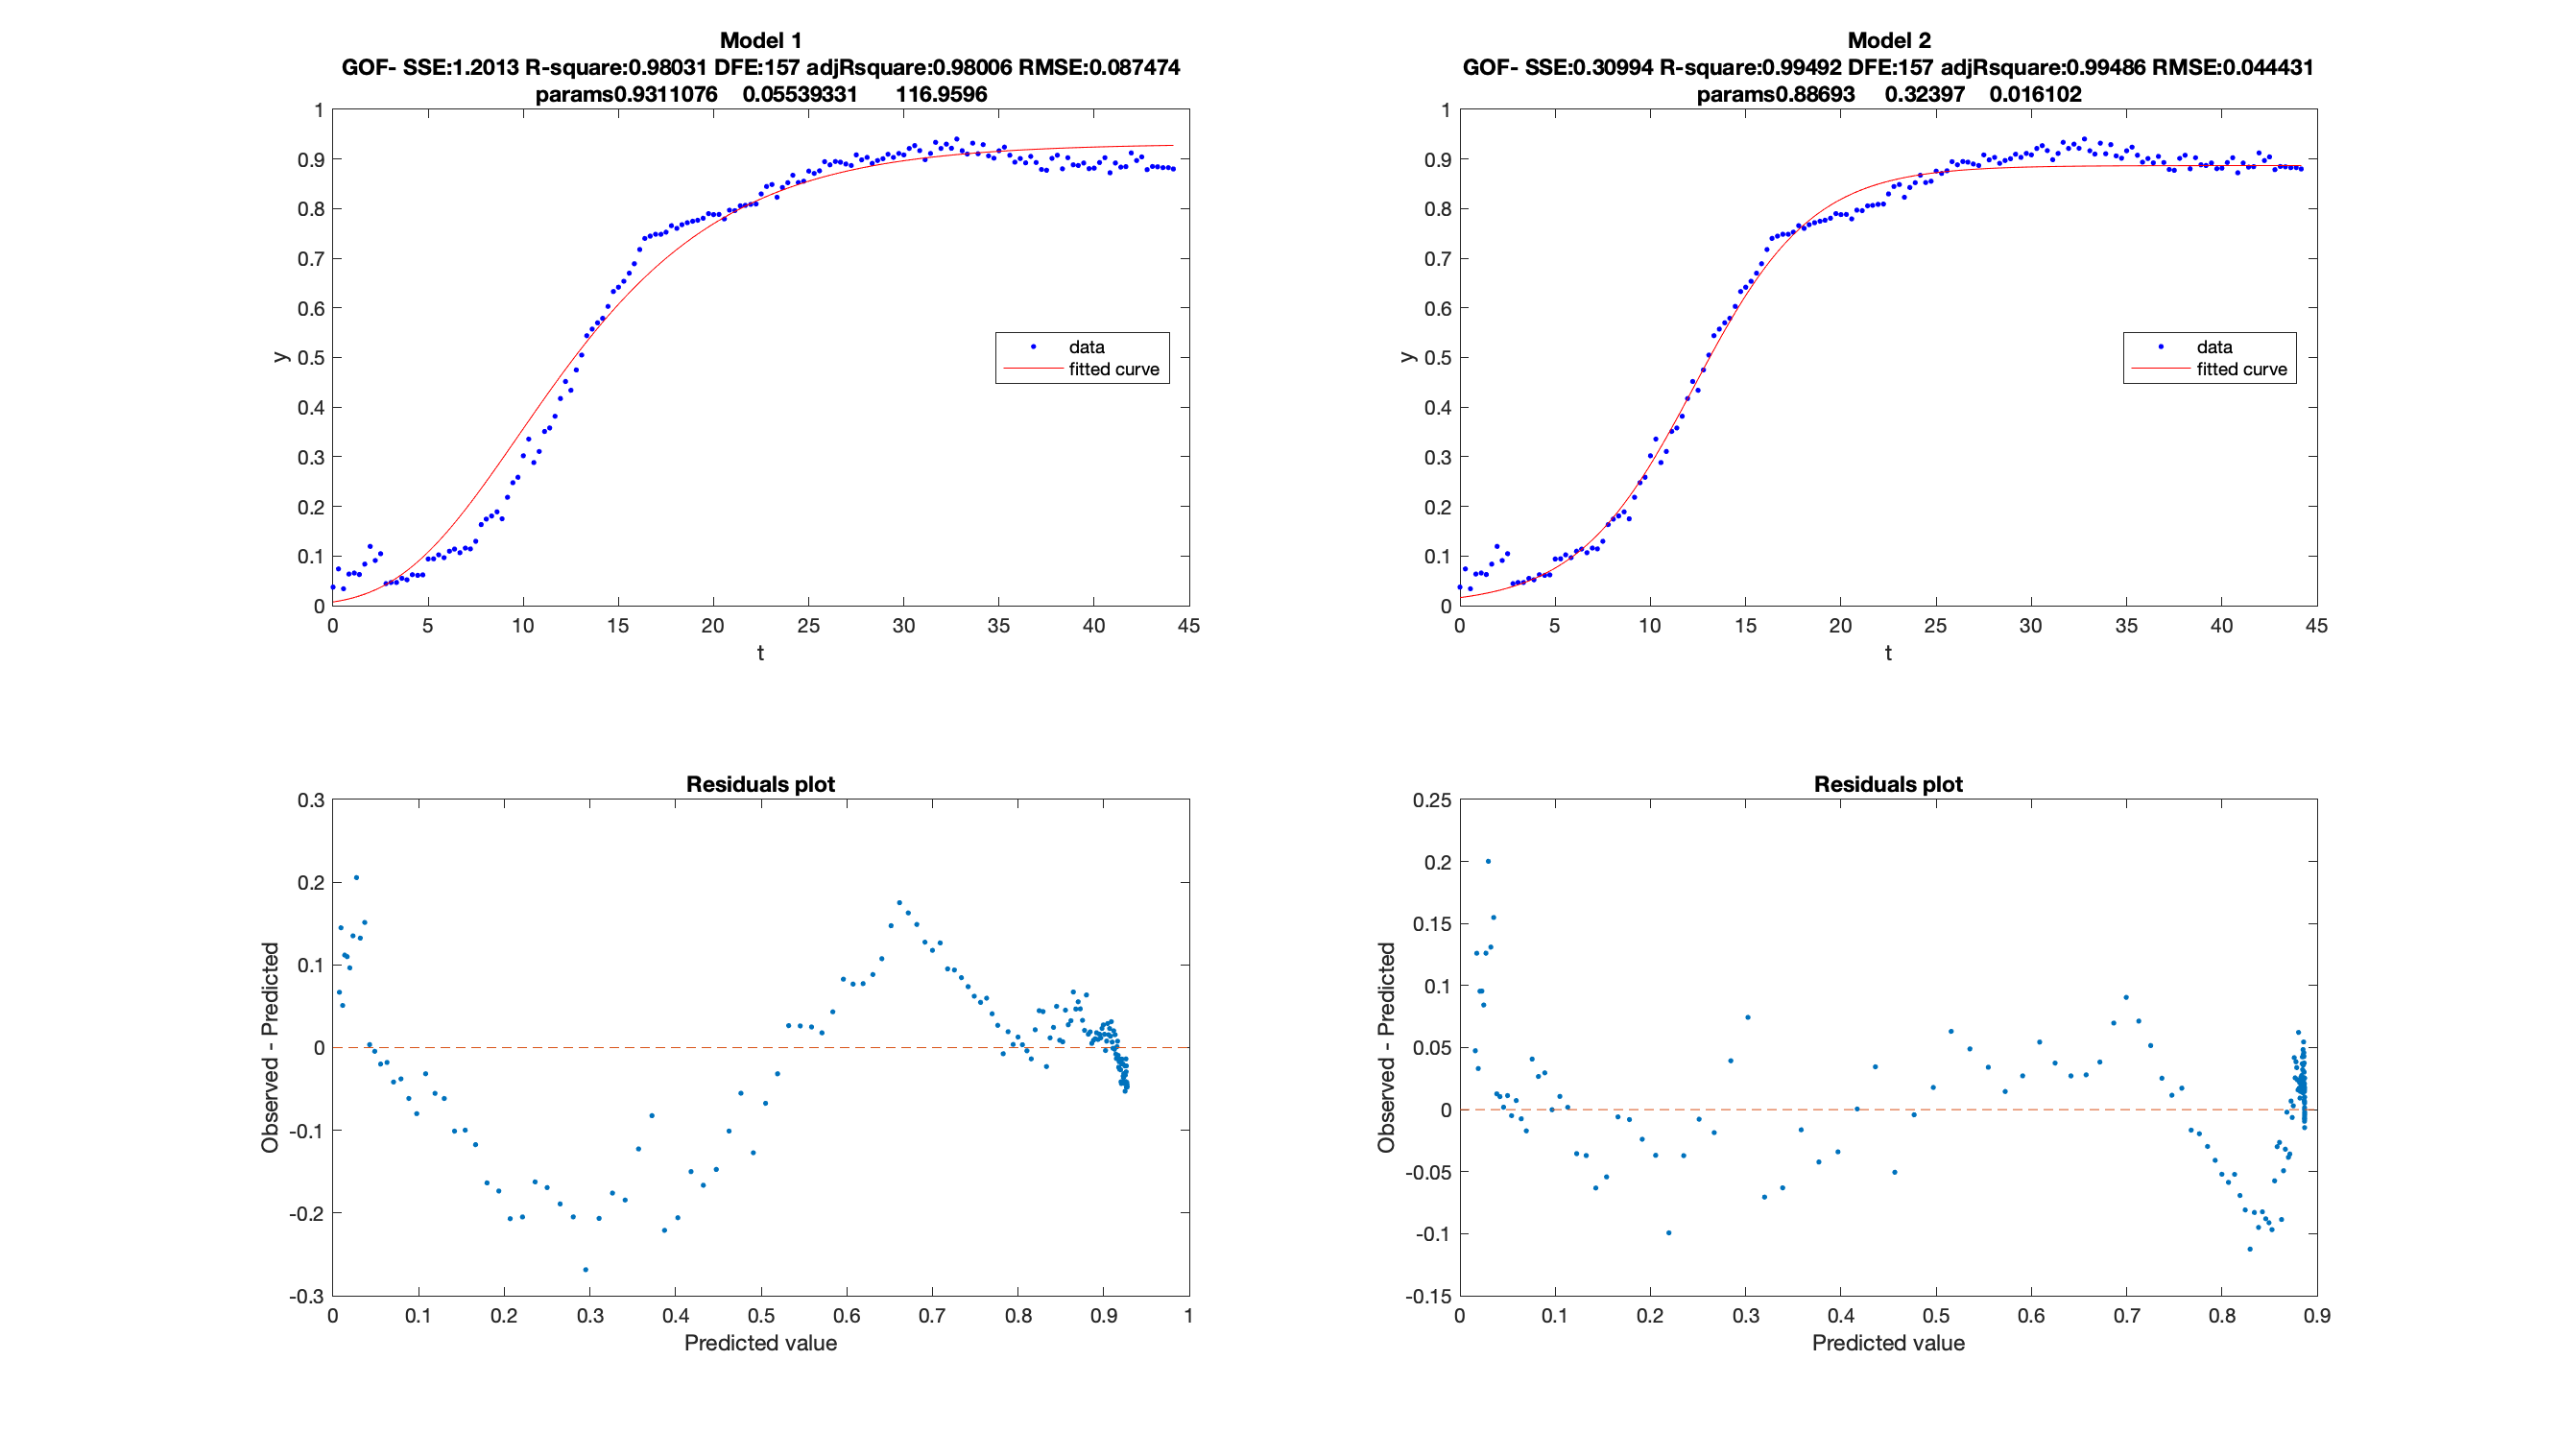 Model 1
GOF- SSE:1.2013 R-square:0.98031 DFE:157 adjRsquare:0.98006 RMSE:0.087474
params0.9311076 0.05539331 116.9596
1
0.9
0.8
0.7
0.6
0.5
0.4
0.3
0.2
0.1
0
y
data
fitted curve
0 5 10 15 20 25 30 35 40 45
t
Model 2
GOF- SSE:0.30994 R-square:0.99492 DFE:157 adjRsquare:0.99486 RMSE:0.044431
params0.88693 0.32397 0.016102
1
0.9
0.8
0.7
0.6
0.5
0.4
0.3
0.2
0.1
0
y
data
fitted curve
0 5 10 15 20 25 30 35 40 45
t
Residuals plot
0.3
0.2
0.1
0
-0.1
-0.2
-0.3
Observed - Predicted
0 0.1 0.2 0.3 0.4 0.5 0.6 0.7 0.8 0.9 1
Predicted value
Residuals plot
0.25
0.2
0.15
0.1
0.05
0
-0.05
-0.1
-0.15
Observed - Predicted
0 0.1 0.2 0.3 0.4 0.5 0.6 0.7 0.8 0.9
Predicted value